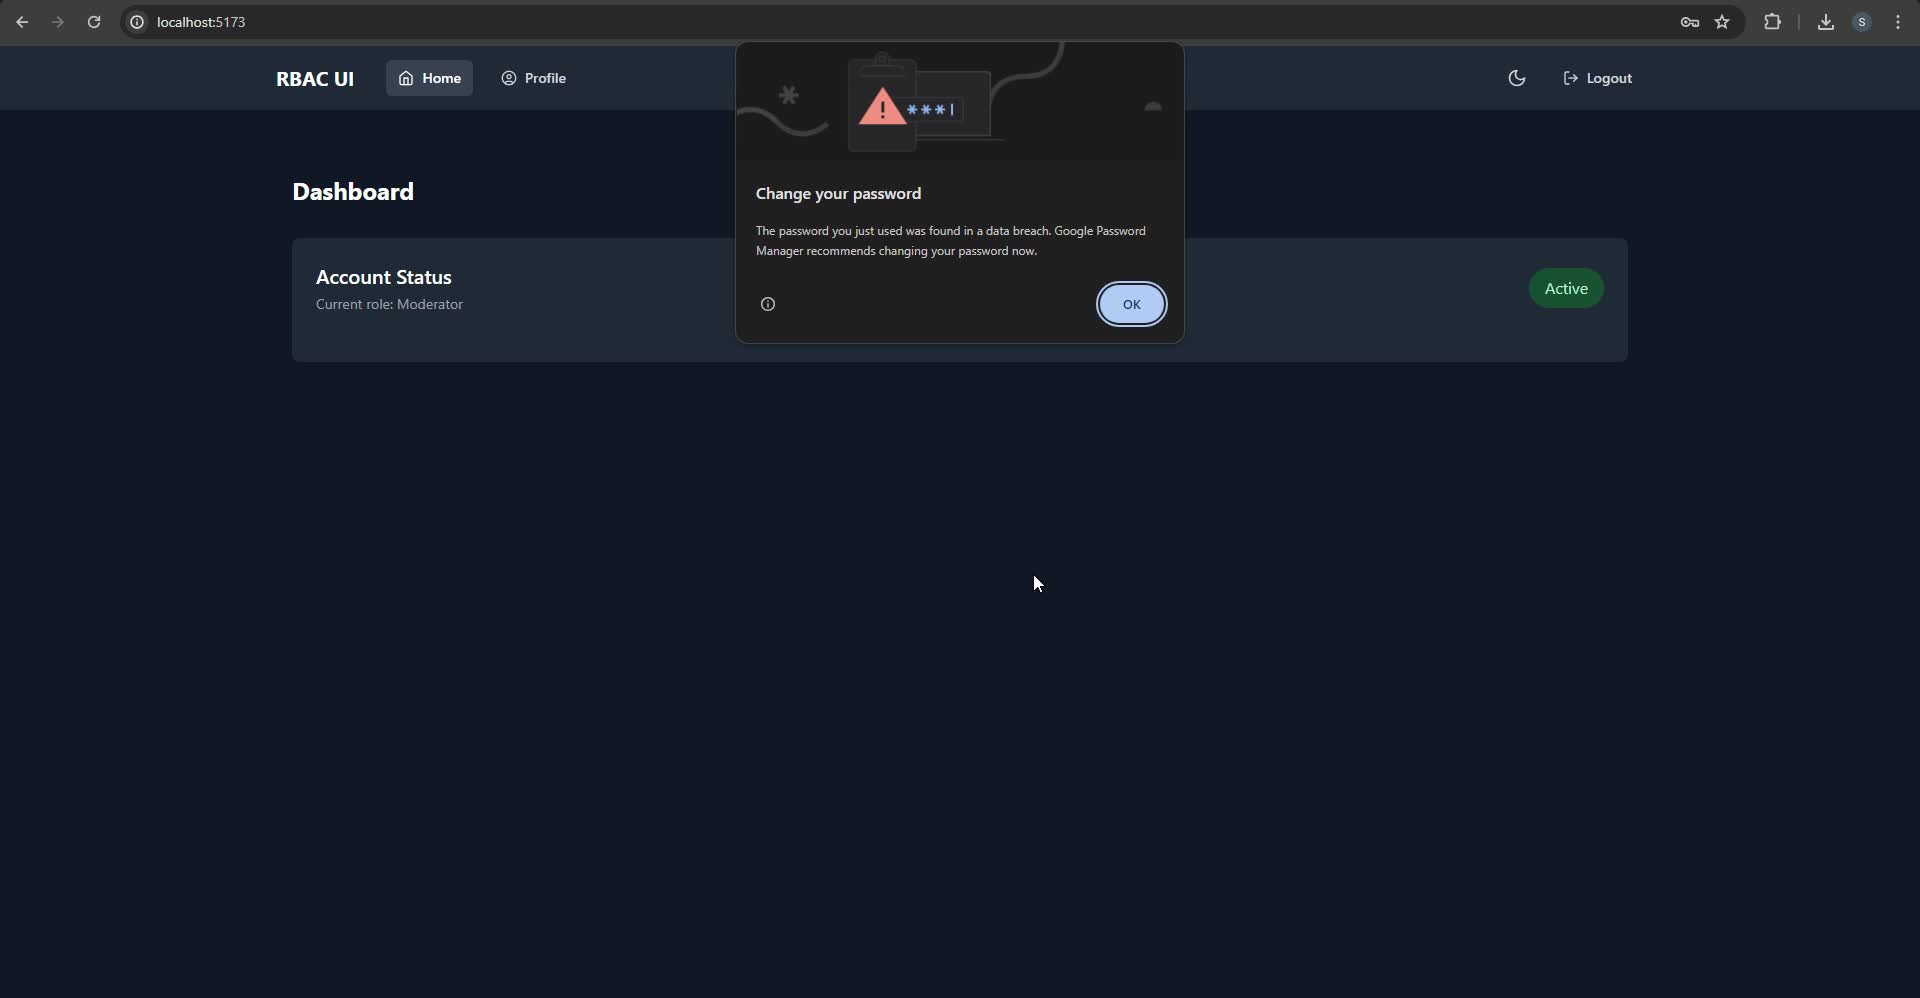 localhost:5173
S
RBAC UI
Home
Profile
Logout
***
Change your password
The password you just used was found in a data breach. Google Password
Manager recommends changing your password now.
OK
Dashboard
Account Status
Current role: Moderator
Active